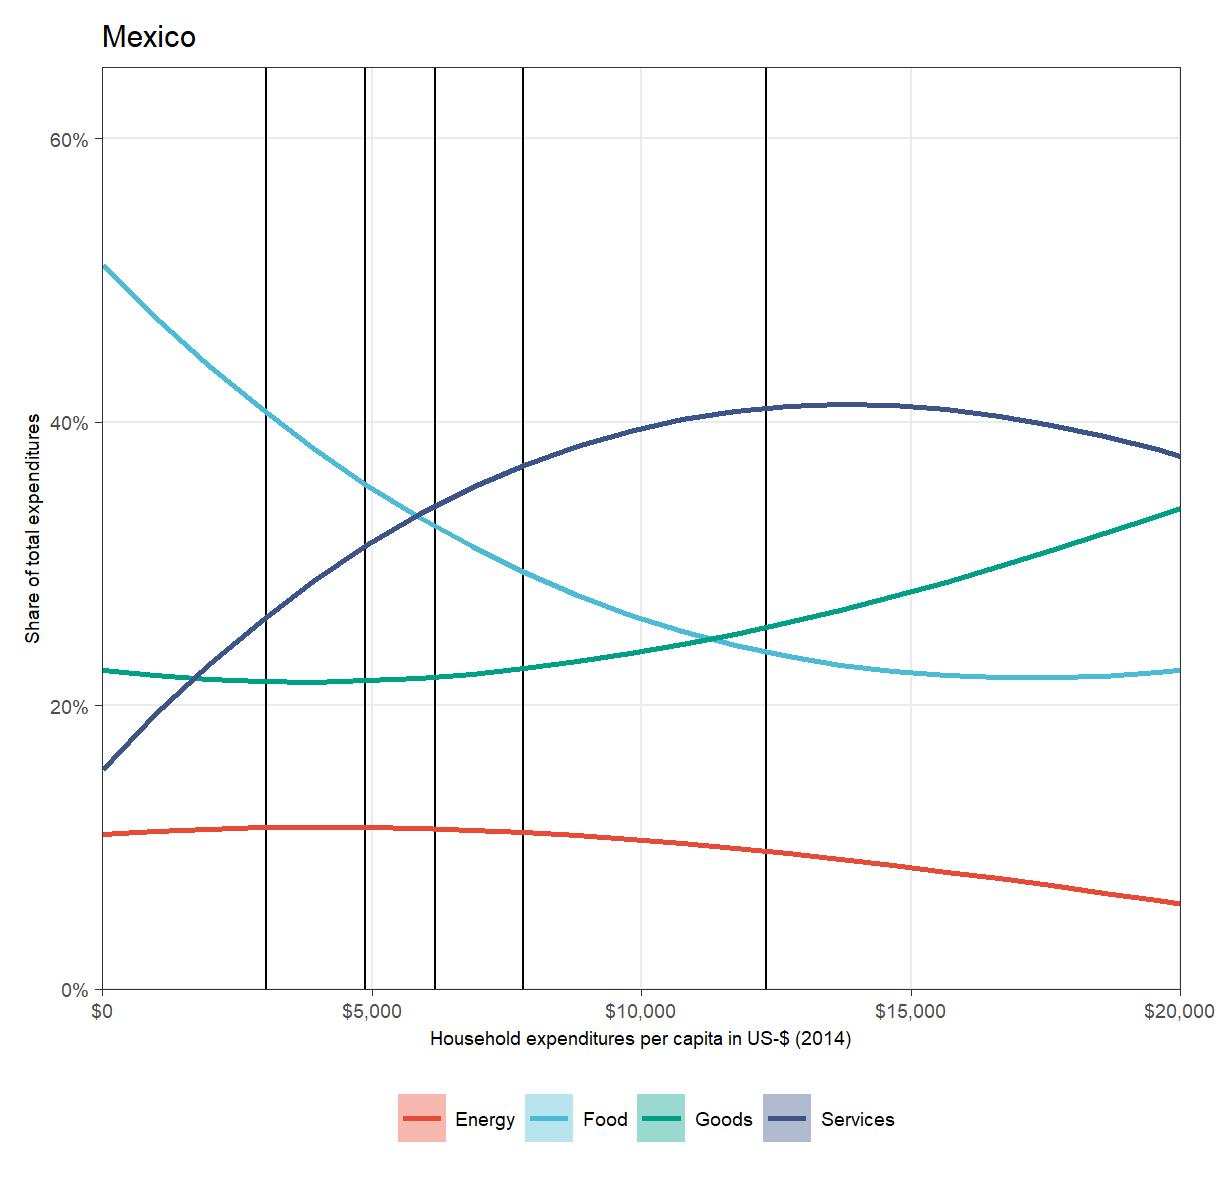 Mexico
60%
40%
20%
0%
Share of total expenditures
$0 $5,000 $10,000 $15,000 $20,000
Household expenditures per capita in US-$ (2014)
Energy Food Goods Services